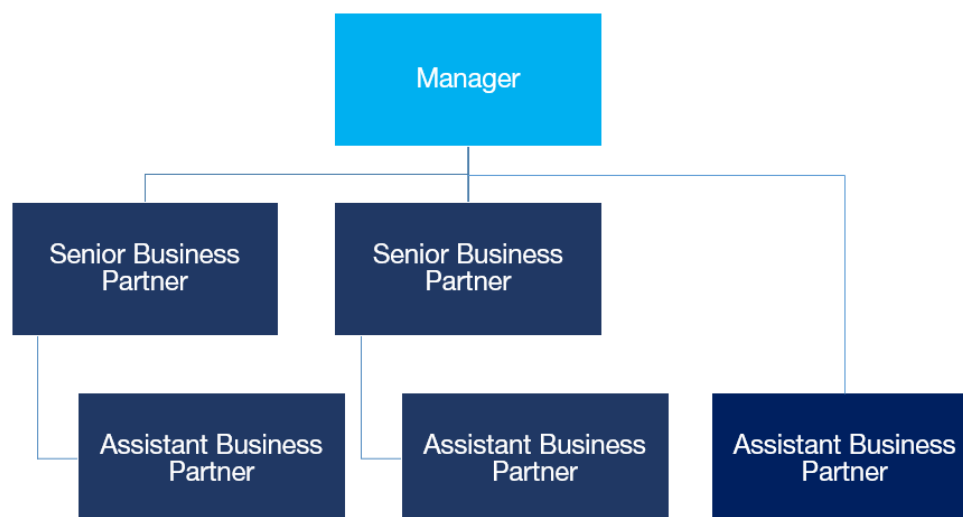 Manager
Senior Business
Partner
Senior Business
Partner
Assistant Business
Partner
Assistant Business
Partner
Assistant Business
Partner